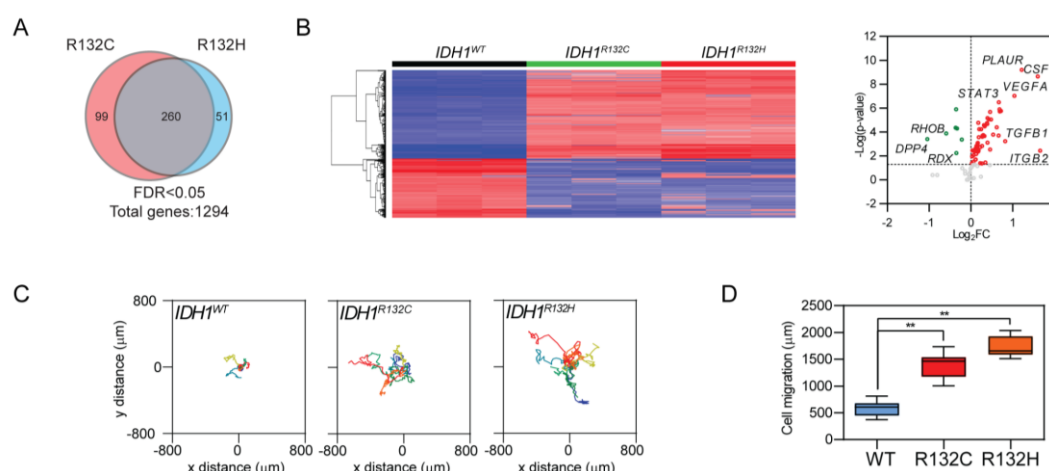 A
R132C
R132H
99
260
51
FDR<0.05
Total genes:1294
B
IDH1WT
IDH1R132C
IDH1R132H
-Log(p-value)
12
10
8
6
4
2
0
-2
PLAUR
CSF
VEGFA
STAT3
RHOB
TGFB1
DPP4
RDX
ITGB2
-2
-1
0
1
Log2FC
C
y distance (μm)
800
0
-800
IDH1WT
IDH1R132C
IDH1R132H
-800 0 800
-800 0 800
-800 0 800
x distance (μm)
x distance (μm)
x distance (μm)
D
Cell migration (μm)
2500
2000
1500
1000
500
0
**
**
WT
R132C
R132H